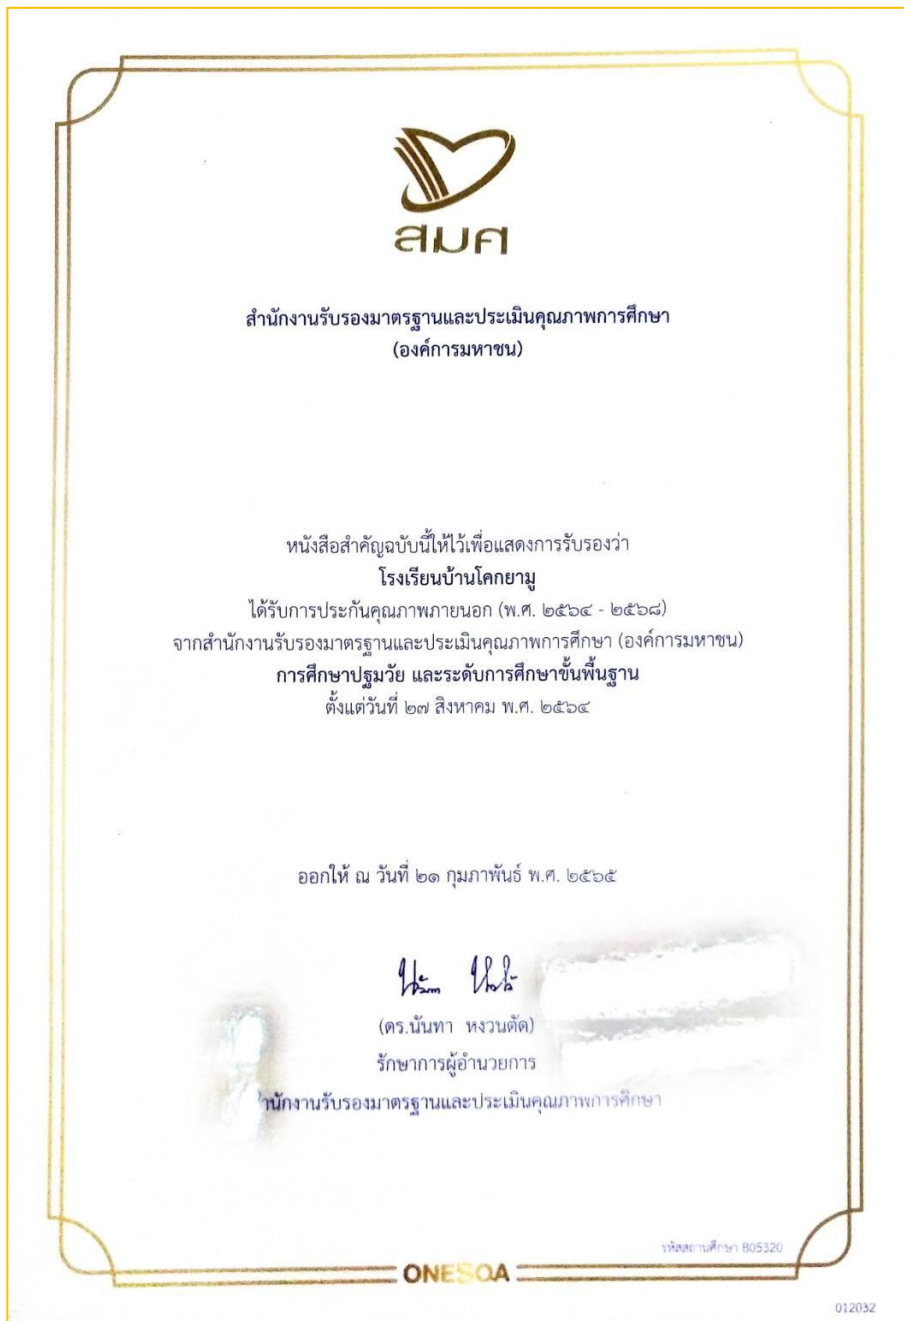 สมศ
สำนักงานรับรองมาตรฐานและประเมินคุณภาพการศึกษา
(องค์การมหาชน)
หนังสือสำคัญฉบับนี้ให้ไว้เพื่อแสดงการรับรองว่า
โรงเรียนบ้านโคกยามู
ได้รับการประกันคุณภาพภายนอก (พ.ศ. ๒๕๖๔ - ๒๕๖๘)
จากสำนักงานรับรองมาตรฐานและประเมินคุณภาพการศึกษา (องค์การมหาชน)
การศึกษาปฐมวัย และระดับการศึกษาขั้นพื้นฐาน
ตั้งแต่วันที่ ๒๗ สิงหาคม พ.ศ. ๒๕๖๔
ออกให้ ณ วันที่ ๒๑ กุมภาพันธ์ พ.ศ. ๒๕๖๕
(ดร.นันทา หงวนตัด)
รักษาการผู้อำนวยการ
สำนักงานรับรองมาตรฐานและประเมินคุณภาพการศึกษา
รหัสสถานศึกษา B05320
ONESQA
012032